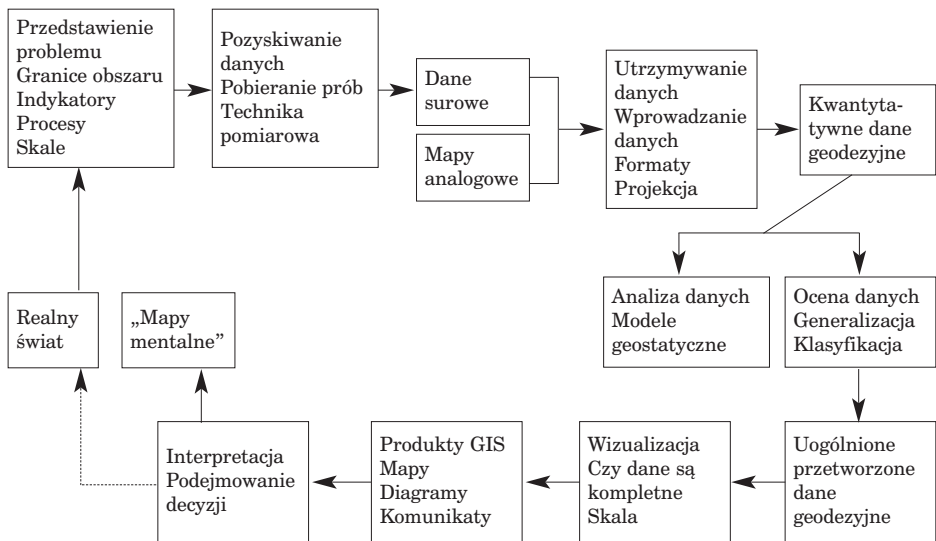 Przedstawienie
problemu
Granice obszaru
Indykatory
Procesy
Skale
Pozyskiwanie
danych
Pobieranie prób
Technika
pomiarowa
Dane
surowe
Mapy
analogowe
Utrzymywanie
danych
Wprowadzanie
danych
Formaty
Projekcja
Kwantyta-
tywne dane
geodezyjne
Analiza danych
Modele
geostatyczne
Ocena danych
Generalizacja
Klasyfikacja
Realny
świat
„Mapy
mentalne”
Interpretacja
Podejmowanie
decyzji
Produkty GIS
Mapy
Diagramy
Komunikaty
Wizualizacja
Czy dane są
kompletne
Skala
Uogólnione
przetworzone
dane
geodezyjne